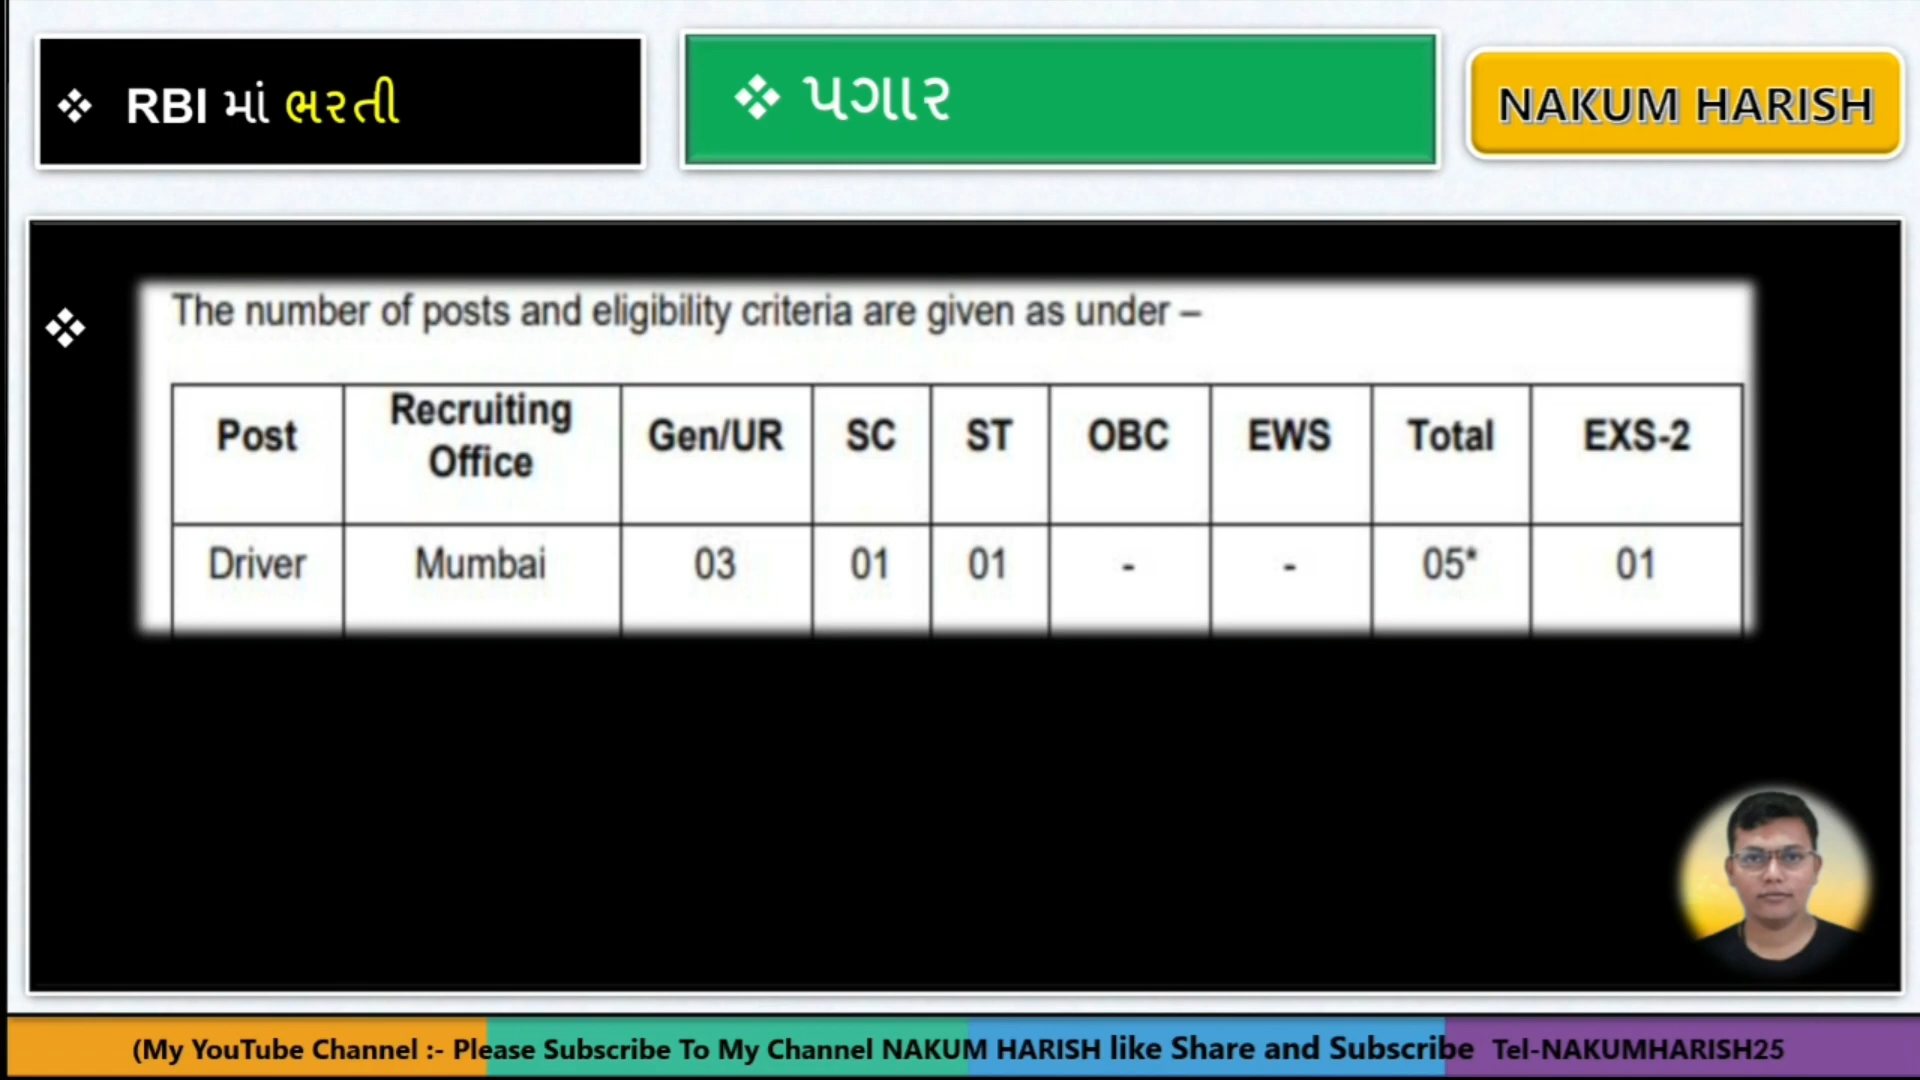 ❖ RBI માં ભરતી
❖ પગાર
NAKUM HARISH
❖
The number of posts and eligibility criteria are given as under –
Post Recruiting Office Gen/UR SC ST OBC EWS Total EXS-2
Driver Mumbai 03 01 01 - - 05* 01
(My YouTube Channel :- Please Subscribe To My Channel NAKUM HARISH like Share and Subscribe Tel-NAKUMHARISH25